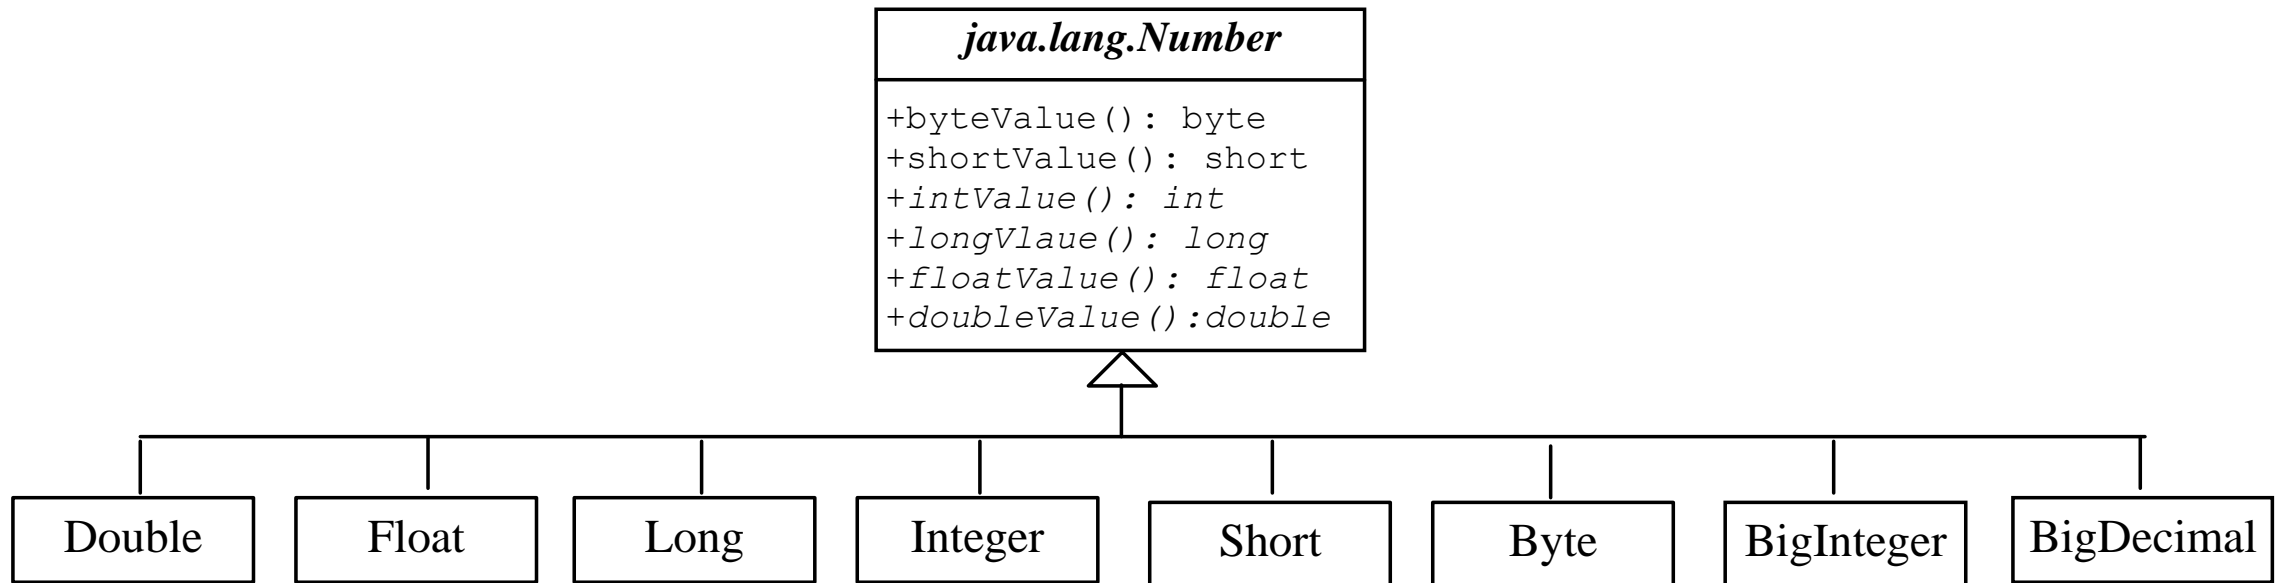 java.lang.Number
+byteValue(): byte
+shortValue(): short
+intValue(): int
+longVlaue(): long
+floatValue(): float
+doubleValue():double
Double Float Long Integer Short Byte BigInteger BigDecimal